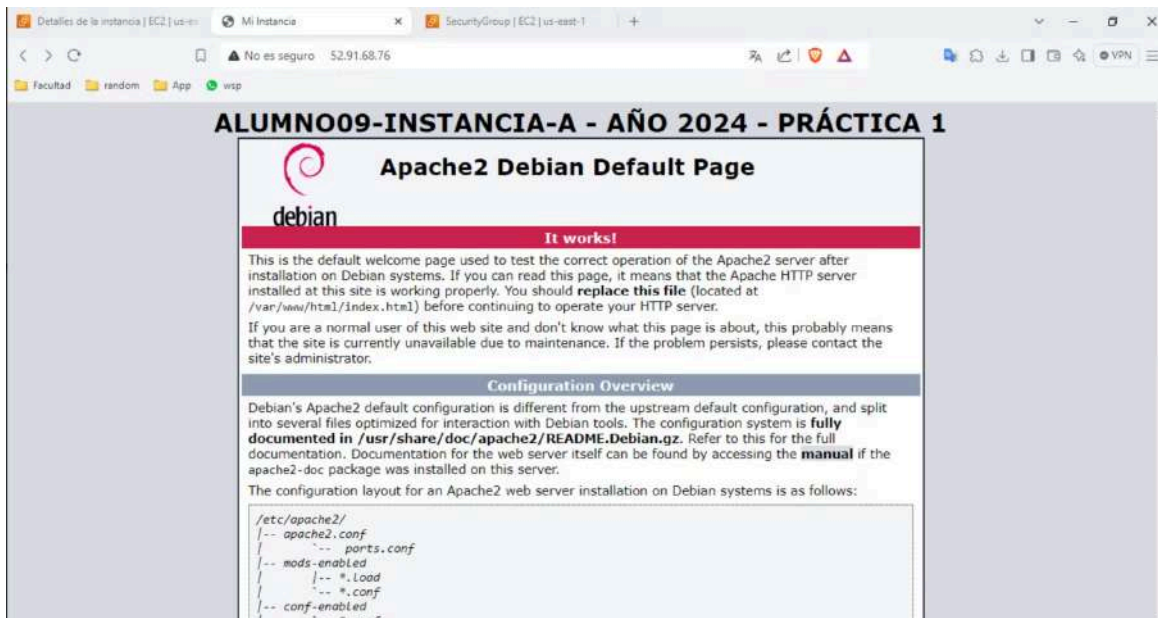 Detalles de la instancia | EC2 | us-e
Mi Instancia
SecurityGroup | EC2 | us-east-1
No es seguro 52.91.68.76
VPN
Facultad random App wsp
ALUMNO09-INSTANCIA-A - AÑO 2024 - PRÁCTICA 1
debian
Apache2 Debian Default Page
It works!
This is the default welcome page used to test the correct operation of the Apache2 server after
installation on Debian systems. If you can read this page, it means that the Apache HTTP server
installed at this site is working properly. You should replace this file (located at
/var/www/html/index.html) before continuing to operate your HTTP server.
If you are a normal user of this web site and don't know what this page is about, this probably means
that the site is currently unavailable due to maintenance. If the problem persists, please contact the
site's administrator.
Configuration Overview
Debian's Apache2 default configuration is different from the upstream default configuration, and split
into several files optimized for interaction with Debian tools. The configuration system is fully
documented in /usr/share/doc/apache2/README.Debian.gz. Refer to this for the full
documentation. Documentation for the web server itself can be found by accessing the manual if the
apache2-doc package was installed on this server.
The configuration layout for an Apache2 web server installation on Debian systems is as follows:
/etc/apache2/
|-- apache2.conf
|       `--  ports.conf
|-- mods-enabled
|       |-- *.load
|       `-- *.conf
|-- conf-enabled